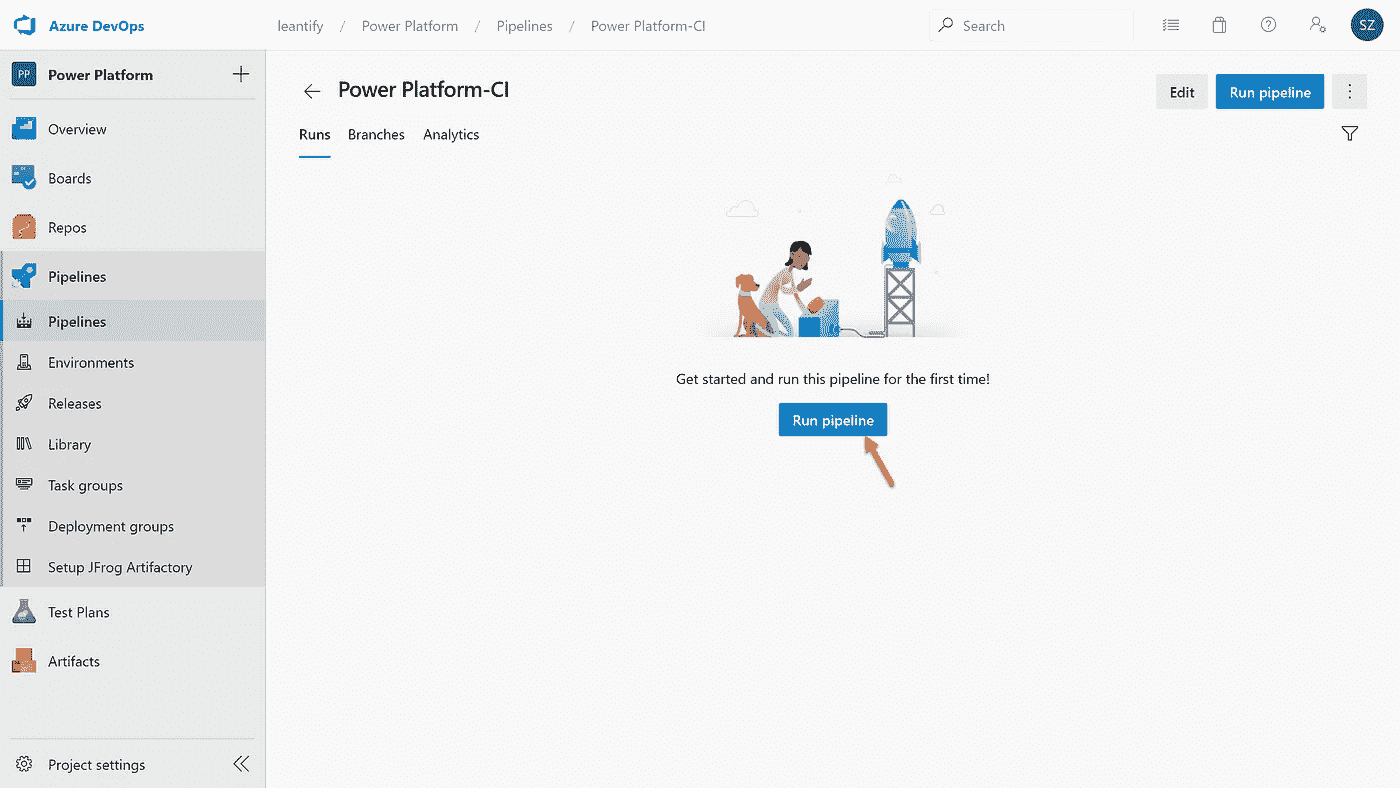 Azure DevOps
leantify / Power Platform / Pipelines / Power Platform-CI
Search
SZ
PP Power Platform
Overview
Boards
Repos
Pipelines
Pipelines
Environments
Releases
Library
Task groups
Deployment groups
Setup JFrog Artifactory
Test Plans
Artifacts
Project settings
Power Platform-CI
Edit
Run pipeline
Runs Branches Analytics
Get started and run this pipeline for the first time!
Run pipeline